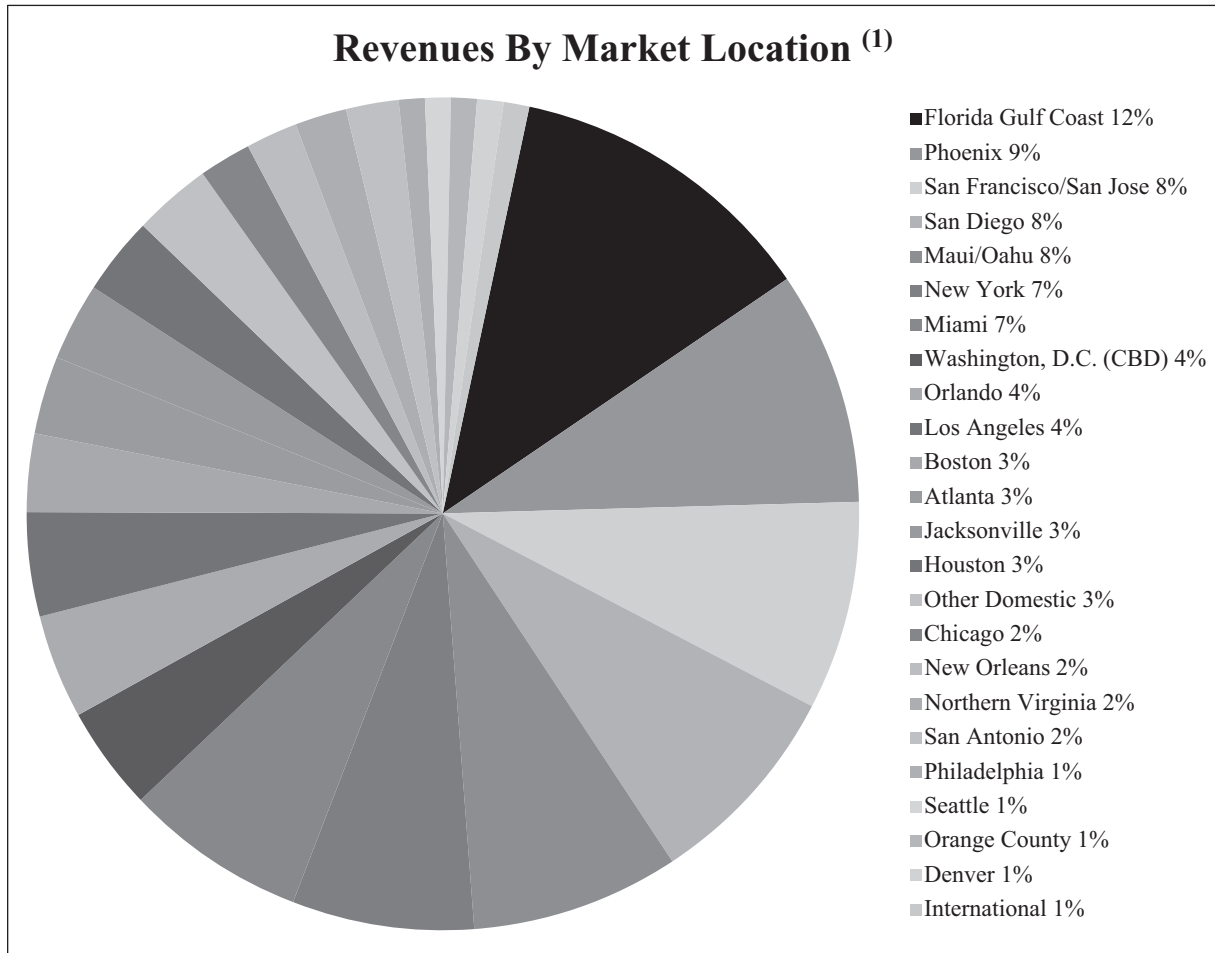 Revenues By Market Location (1)
Florida Gulf Coast 12%
Phoenix 9%
San Francisco/San Jose 8%
San Diego 8%
Maui/Oahu 8%
New York 7%
Miami 7%
Washington, D.C. (CBD) 4%
Orlando 4%
Los Angeles 4%
Boston 3%
Atlanta 3%
Jacksonville 3%
Houston 3%
Other Domestic 3%
Chicago 2%
New Orleans 2%
Northern Virginia 2%
San Antonio 2%
Philadelphia 1%
Seattle 1%
Orange County 1%
Denver 1%
International 1%